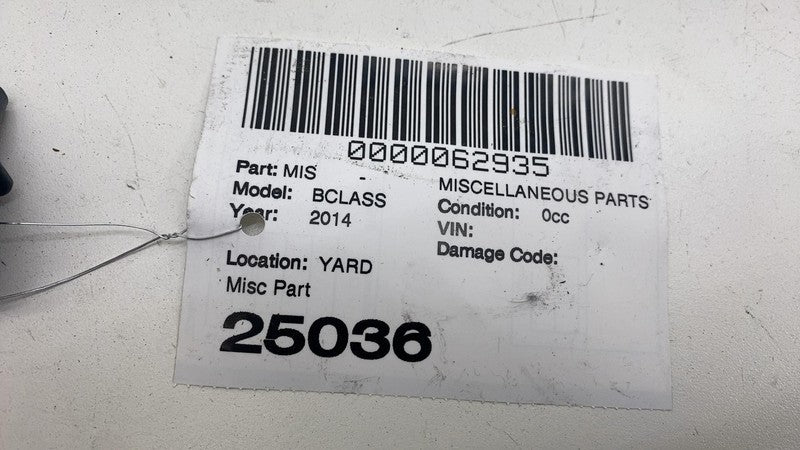 0000062935
Part: MIS - MISCELLANEOUS PARTS
Model: BCLASS Condition: 0cc
Year: 2014 VIN:
Damage Code:
Location: YARD
Misc Part
25036